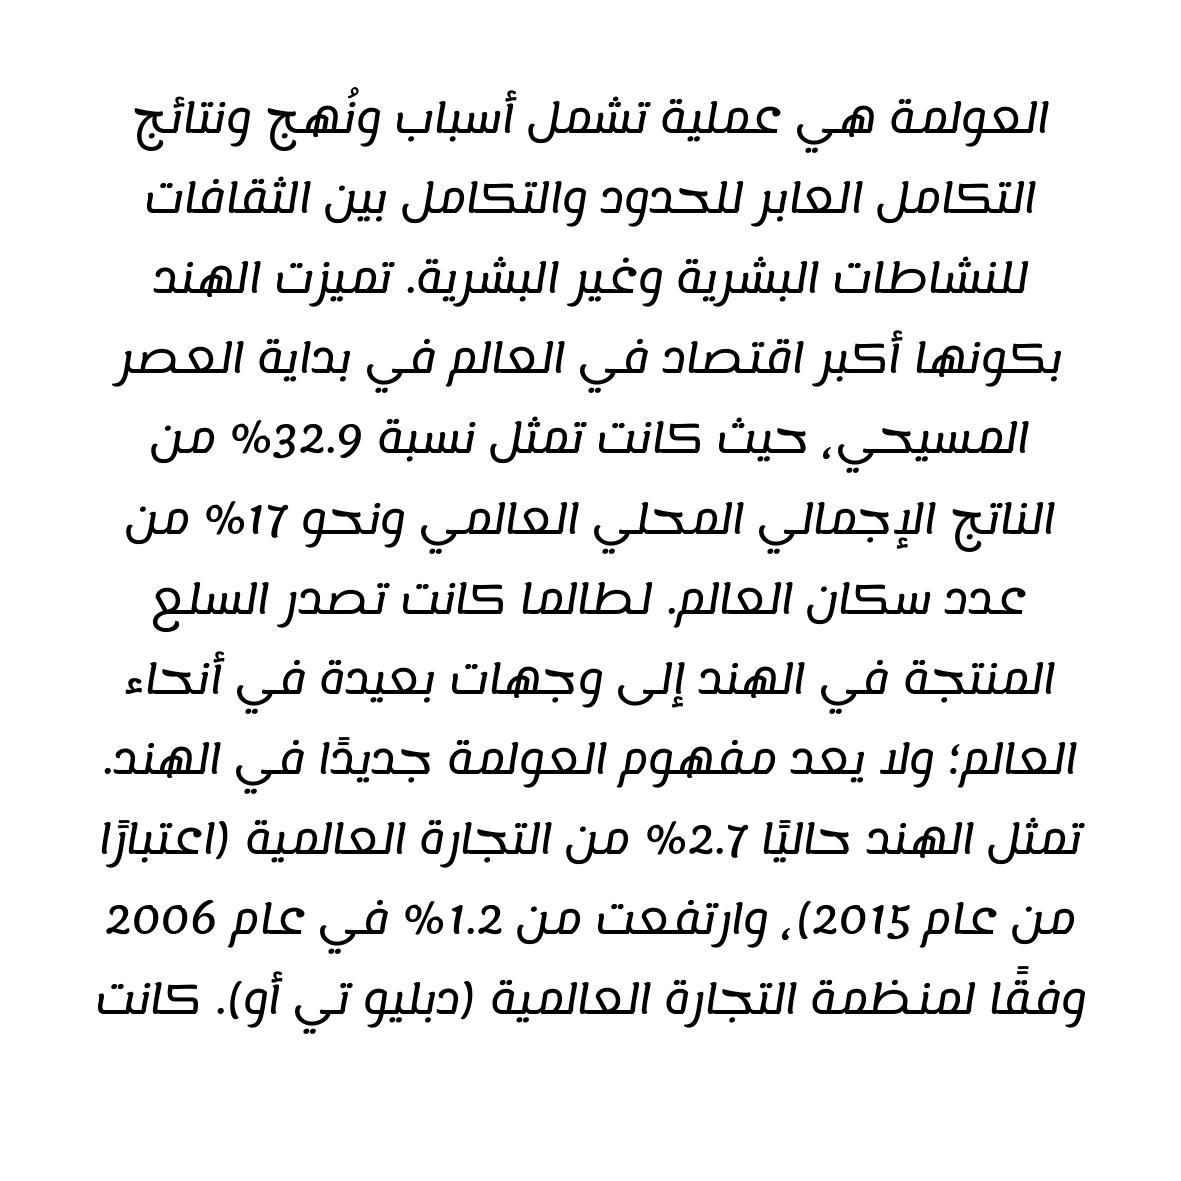 العولمة هي عملية تشمل أسباب ونُهج ونتائج
التكامل العابر للحدود والتكامل بين الثقافات
للنشاطات البشرية وغير البشرية. تميزت الهند
بكونها أكبر اقتصاد في العالم في بداية العصر
المسيحي، حيث كانت تمثل نسبة 32.9% من
الناتج الإجمالي المحلي العالمي ونحو 17% من
عدد سكان العالم. لطالما كانت تصدر السلع
المنتجة في الهند إلى وجهات بعيدة في أنحاء
العالم؛ ولا يعد مفهوم العولمة جديدًا في الهند.
تمثل الهند حاليًا 2.7% من التجارة العالمية (اعتبارًا
من عام 2015)، وارتفعت من 1.2% في عام 2006
وفقًا لمنظمة التجارة العالمية (دبليو تي أو). كانت